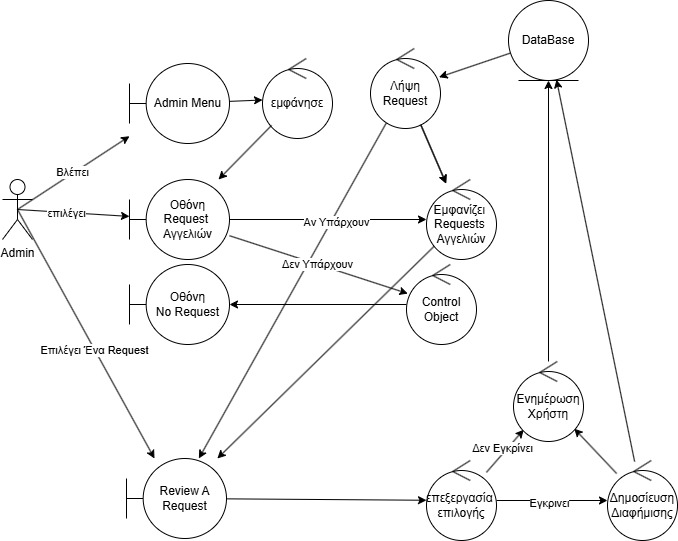 DataBase
Λήψη
Request
Admin Menu
εμφάνησε
Βλέπει
Οθόνη
Request
Αγγελιών
επιλέγει
Αν Υπάρχουν
Εμφανίζει
Requests
Αγγελιών
Admin
Δεν Υπάρχουν
Οθόνη
No Request
Control
Object
Επιλέγει Ένα Request
Ενημέρωση
Χρήστη
Δεν Εγκρίνει
Review A
Request
επεξεργασία
επιλογής
Εγκρινει
Δημοσίευση
Διαφήμισης